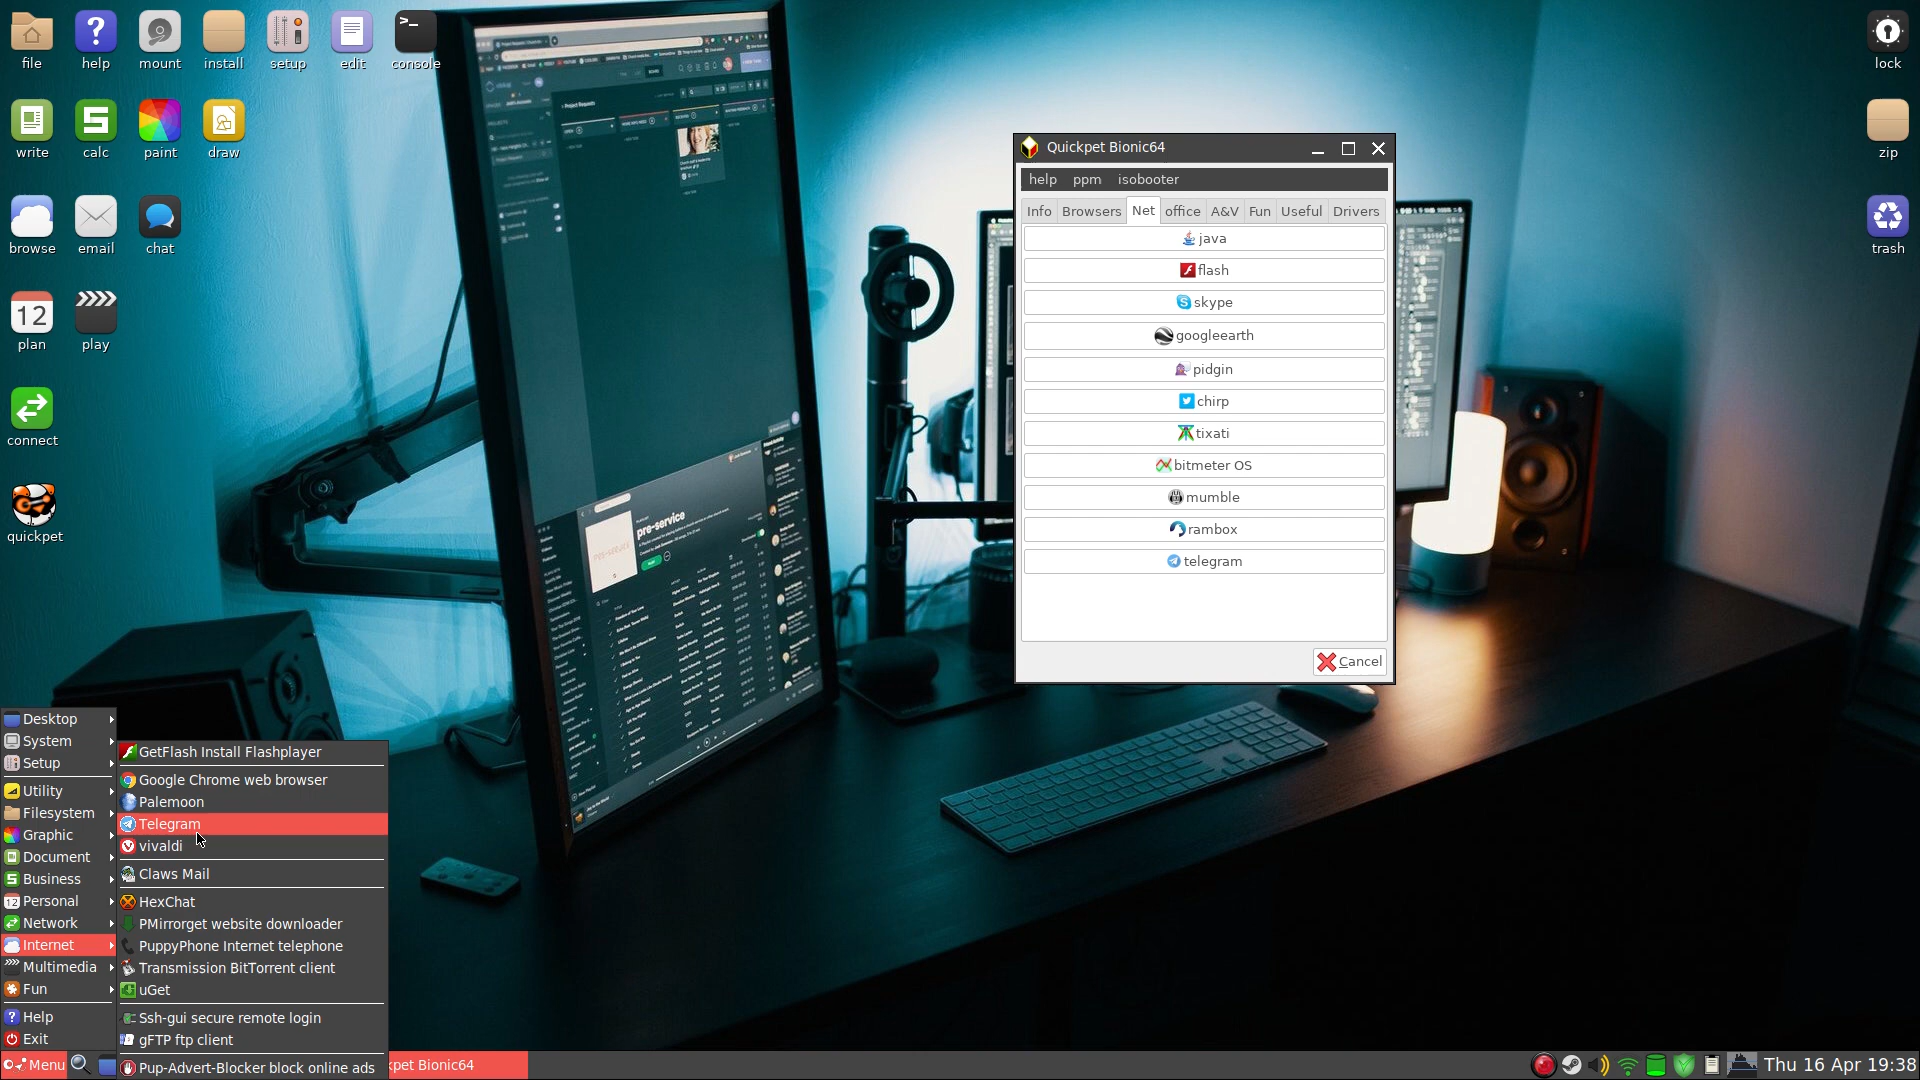 file
help
mount
install
setup
edit
console
lock
write
calc
paint
draw
zip
browse
email
chat
trash
12
plan
play
connect
quickpet
Quickpet Bionic64
help ppm isobooter
Info Browsers Net office A&V Fun Useful Drivers
java
flash
skype
googleearth
pidgin
chirp
tixati
bitmeter OS
mumble
rambox
telegram
Cancel
pre-service
Desktop
System
Setup
Utility
Filesystem
Graphic
Document
Business
Personal
Network
Internet
Multimedia
Fun
Help
Exit
GetFlash Install Flashplayer
Google Chrome web browser
Palemoon
Telegram
vivaldi
Claws Mail
HexChat
PMirrorget website downloader
PuppyPhone Internet telephone
Transmission BitTorrent client
uGet
Ssh-gui secure remote login
gFTP ftp client
Pup-Advert-Blocker block online ads
Menu
pet Bionic64
Thu 16 Apr 19:38